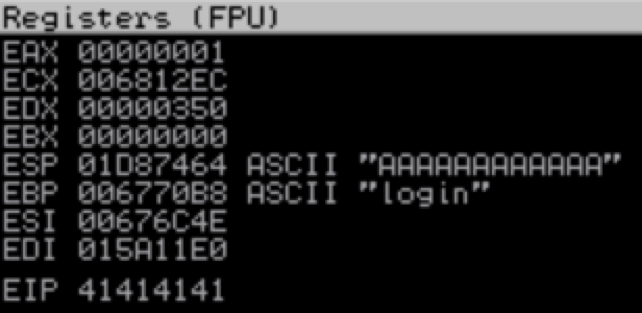 Registers (FPU)
EAX 00000001
ECX 006812EC
EDX 00000350
EBX 00000000
ESP 01D87464 ASCII "AAAAAAAAAAAA"
EBP 006770B8 ASCII "login"
ESI 00676C4E
EDI 015A11E0
EIP 41414141